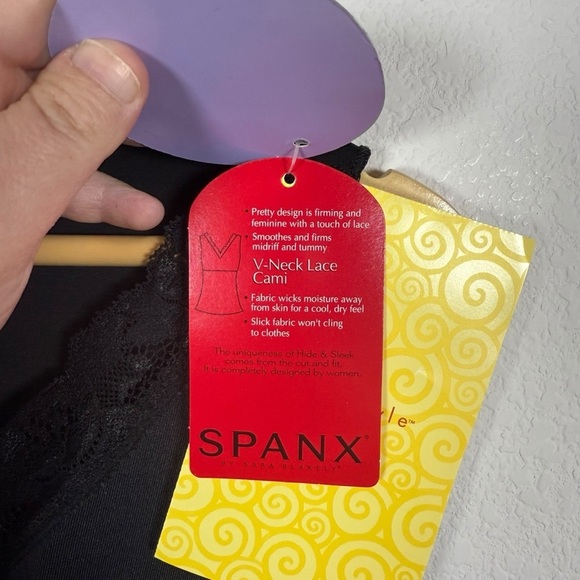 • Pretty design is firming and
feminine with a touch of lace
• Smoothes and firms
midriff and tummy
V-Neck Lace
Cami
• Fabric wicks moisture away
from skin for a cool, dry feel
• Slick fabric won't cling
to clothes
The uniqueness of Hide & Sleek
comes from the cut and fit.
It is completely designed by women.
SPANX®
BY SARA BLAKELY®